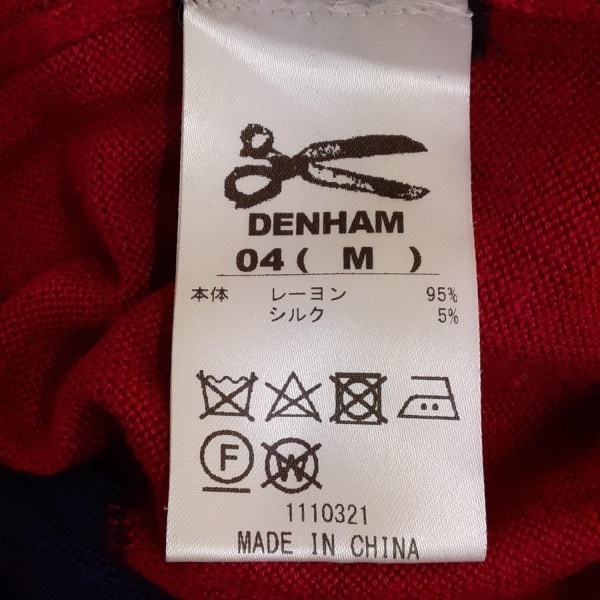 DENHAM
04 ( M )
本体 レーヨン 95%
シルク 5%
F W
1110321
MADE IN CHINA